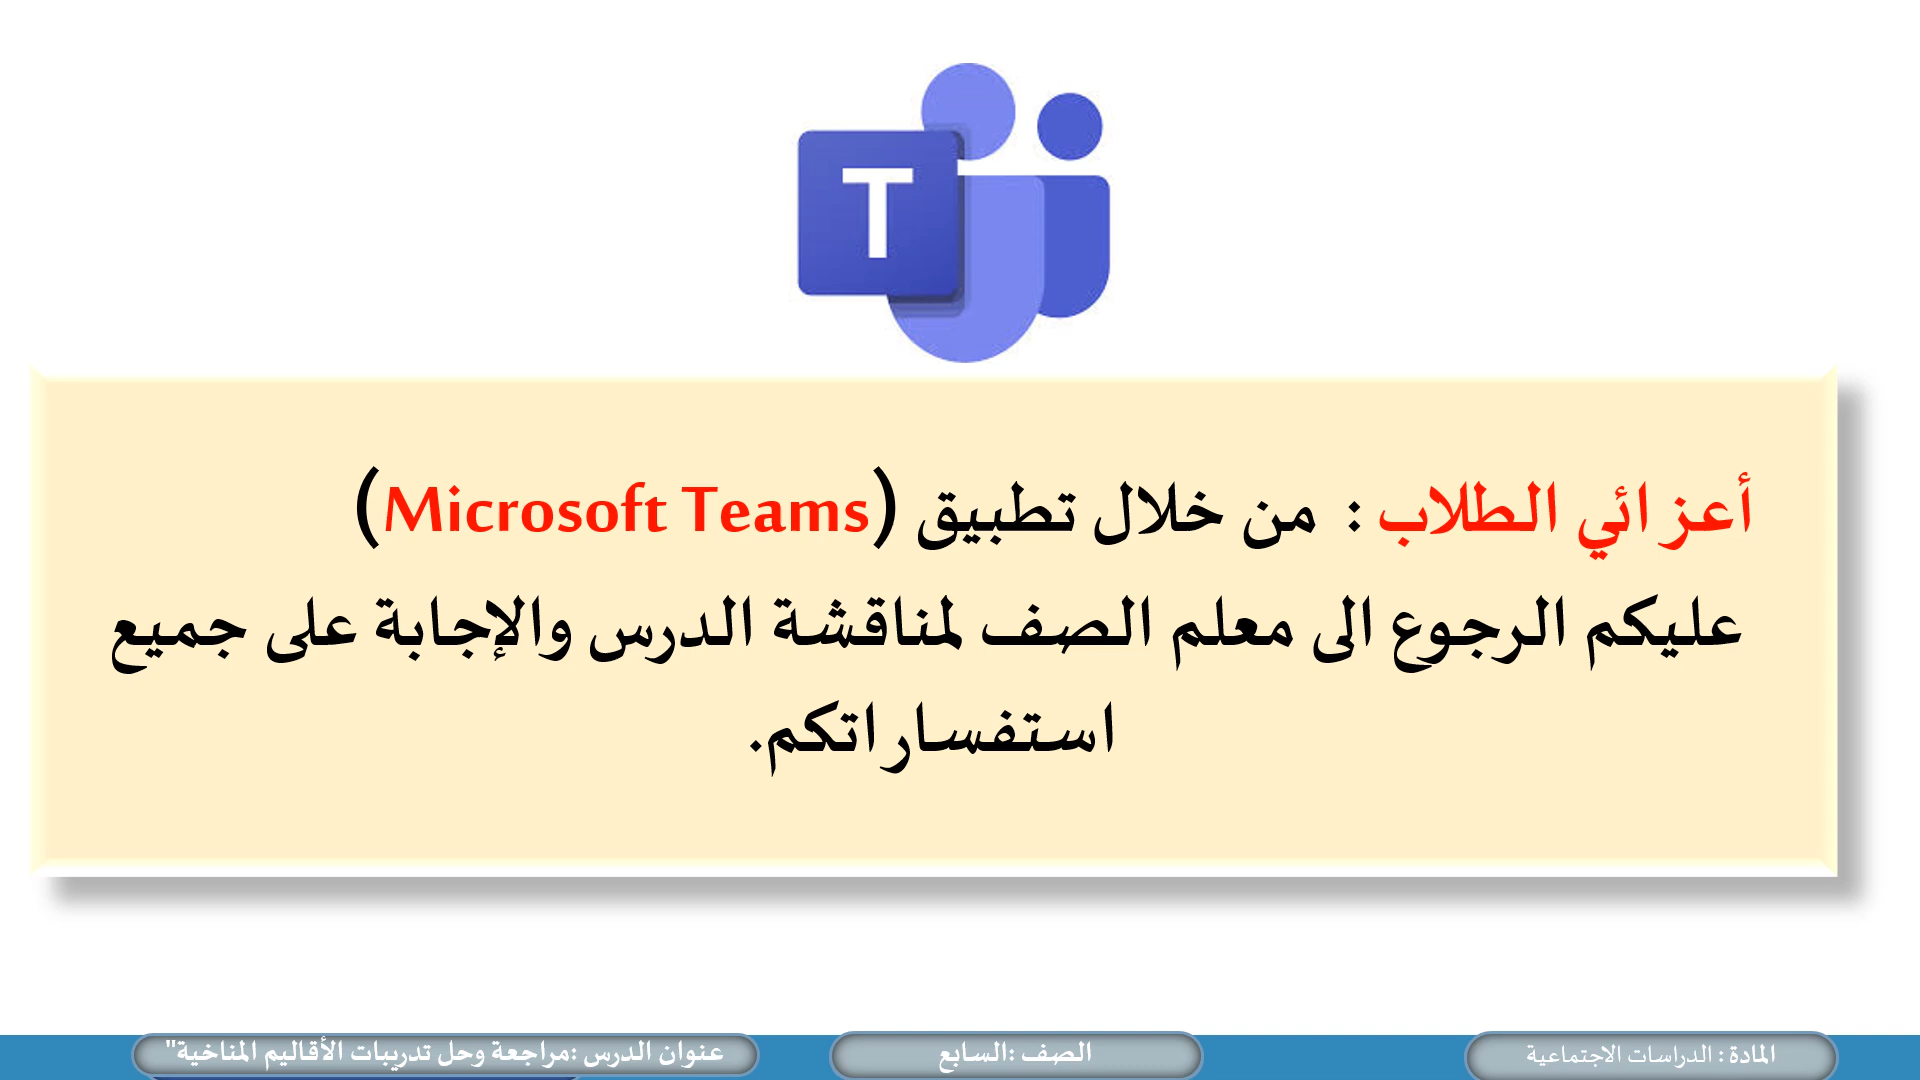 T
أعزائي الطلاب : من خلال تطبيق (Microsoft Teams)
عليكم الرجوع الى معلم الصف لمناقشة الدرس والإجابة على جميع
استفساراتكم.
المادة : الدراسات الاجتماعية
الصف :السابع
عنوان الدرس :مراجعة وحل تدريبات الأقاليم المناخية"